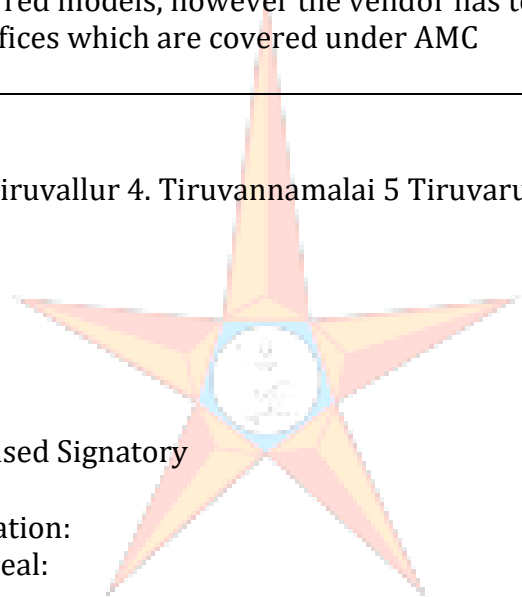 red models, however the vendor has to
fices which are covered under AMC
iruvallur 4. Tiruvannamalai 5 Tiruvaru
sed Signatory
ation:
eal: